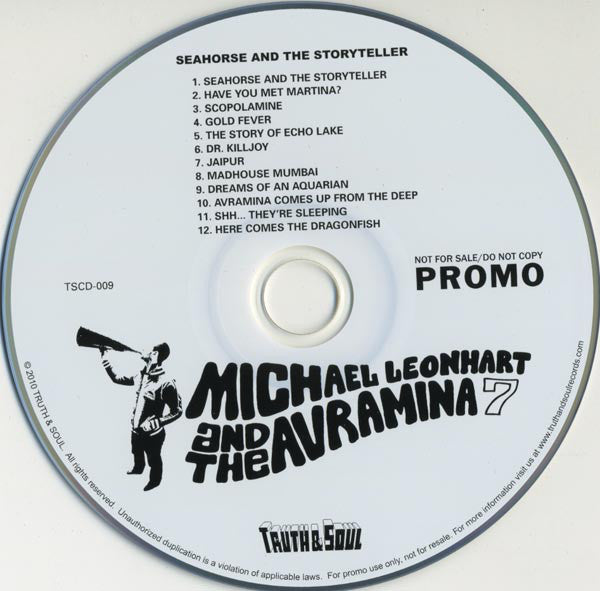 SEAHORSE AND THE STORYTELLER
1. SEAHORSE AND THE STORYTELLER
2. HAVE YOU MET MARTINA?
3. SCOPOLAMINE
4. GOLD FEVER
5. THE STORY OF ECHO LAKE
6. DR. KILLJOY
7. JAIPUR
8. MADHOUSE MUMBAI
9. DREAMS OF AN AQUARIAN
10. AVRAMINA COMES UP FROM THE DEEP
11. SHH... THEY'RE SLEEPING
12. HERE COMES THE DRAGONFISH
NOT FOR SALE/DO NOT COPY
PROMO
TSCD-009
MICHAEL LEONHART
AND THE AVRAMINA 7
TRUTH & SOUL
© 2010 TRUTH & SOUL. All rights reserved. Unauthorized duplication is a violation of applicable laws. For promo use only, not for resale. For more information visit us at www.truthandsoulrecords.com